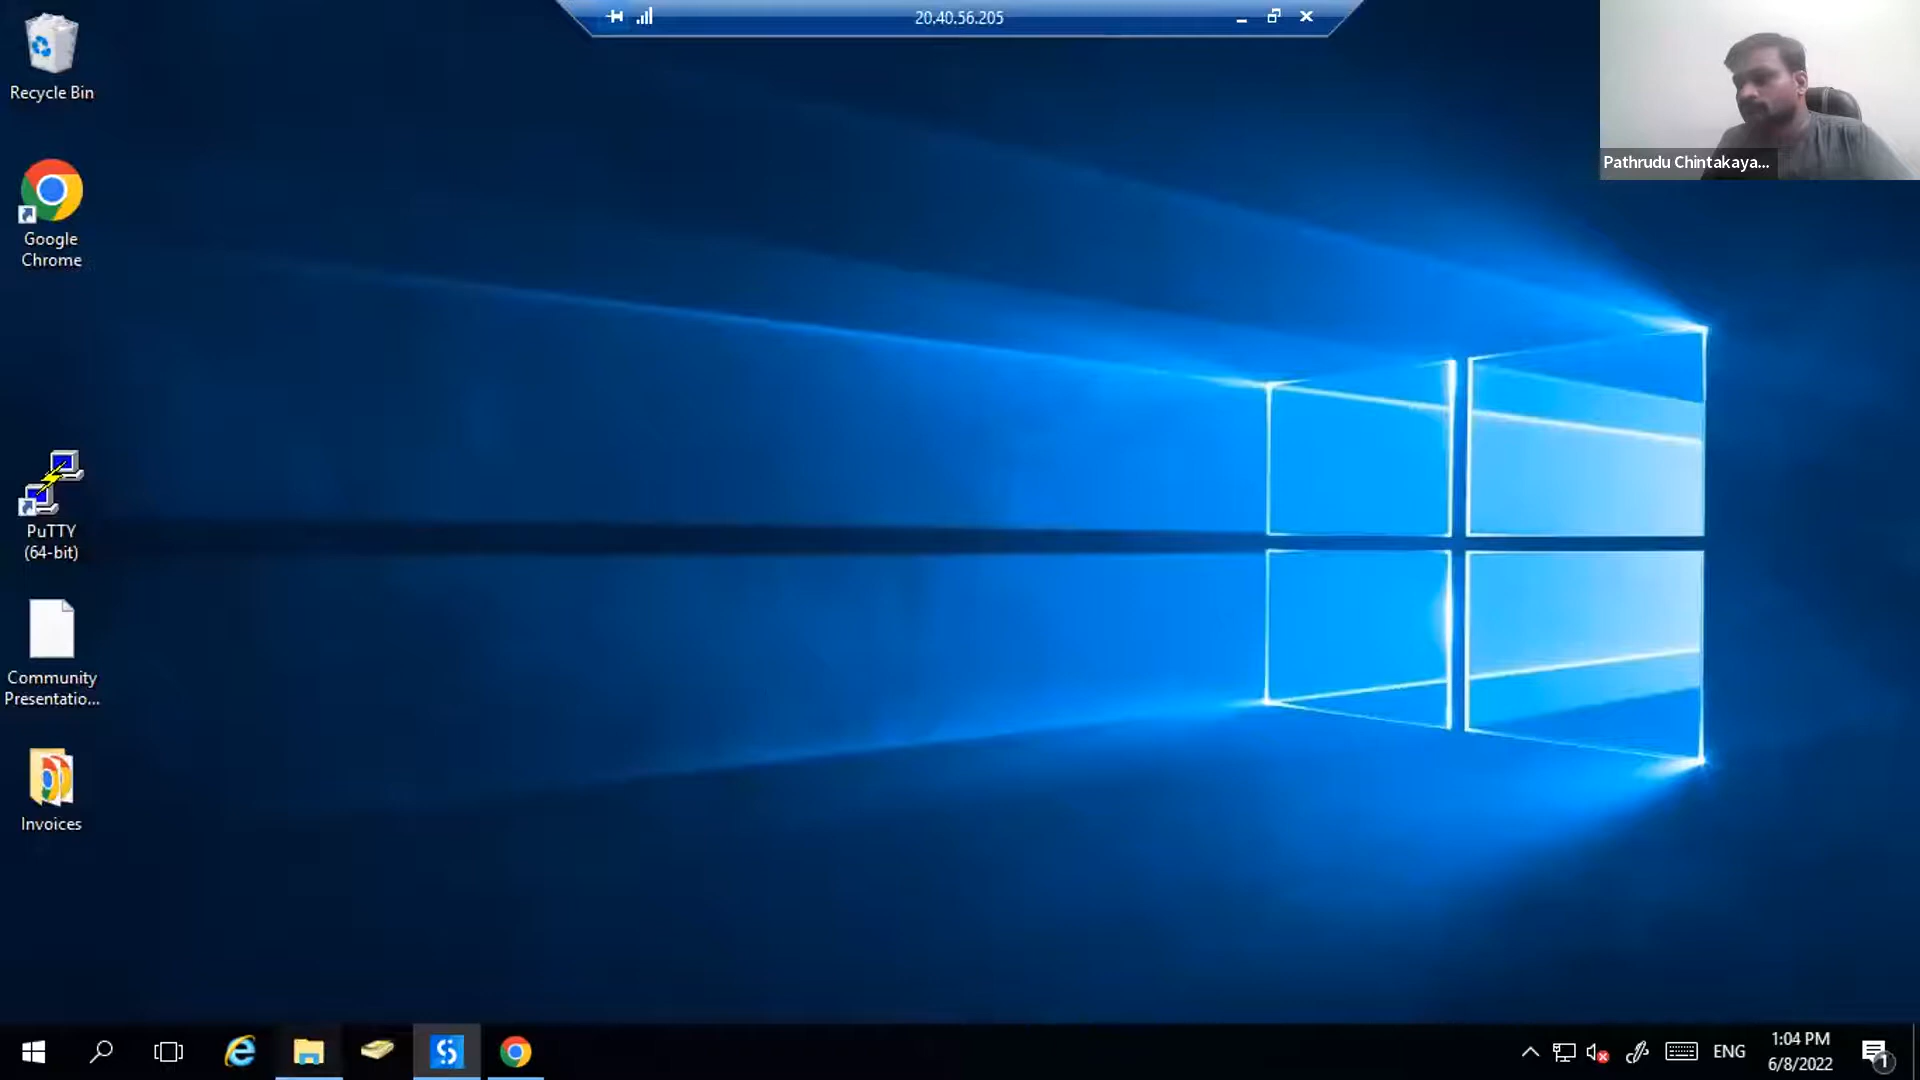 20.40.56.205
Recycle Bin
Google
Chrome
PuTTY
(64-bit)
Community
Presentatio...
Invoices
Pathrudu Chintakaya...
ENG
1:04 PM
6/8/2022
1